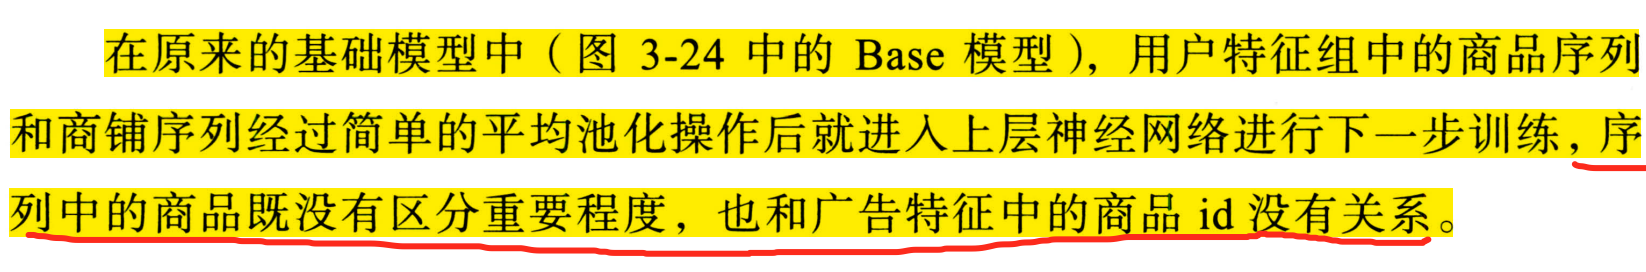 在原来的基础模型中（图 3-24 中的 Base 模型），用户特征组中的商品序列
和商铺序列经过简单的平均池化操作后就进入上层神经网络进行下一步训练，序
列中的商品既没有区分重要程度，也和广告特征中的商品 id 没有关系。